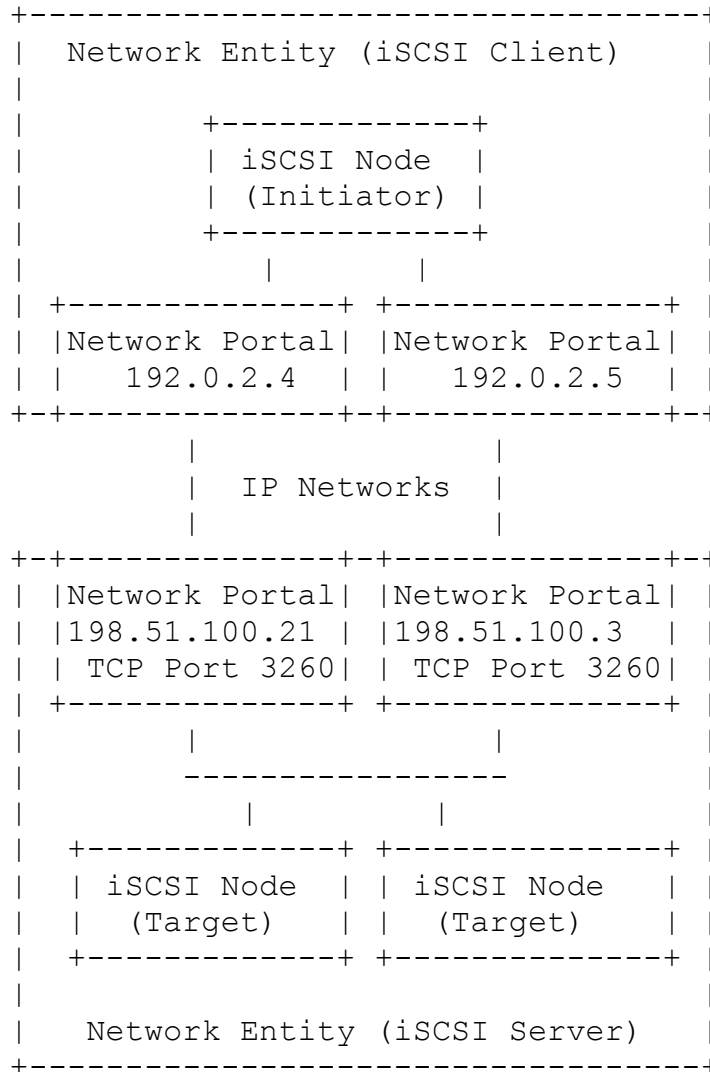 Network Entity (iSCSI Client)
iSCSI Node
(Initiator)
Network Portal Network Portal
192.0.2.4 192.0.2.5
IP Networks
Network Portal Network Portal
198.51.100.21 198.51.100.3
TCP Port 3260 TCP Port 3260
iSCSI Node iSCSI Node
(Target) (Target)
Network Entity (iSCSI Server)